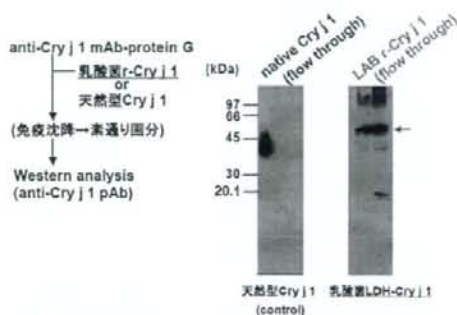 anti-Cry j 1 mAb-protein G
乳酸菌r-Cry j 1
or
天然型Cry j 1
(免疫沈降→素通り画分)
Western analysis
(anti-Cry j 1 pAb)
(kDa)
97
66
45
30
20.1
native Cry j 1
(flow through)
LAB r-Cry j 1
(flow through)
天然型Cry j 1
(control)
乳酸菌LDH-Cry j 1